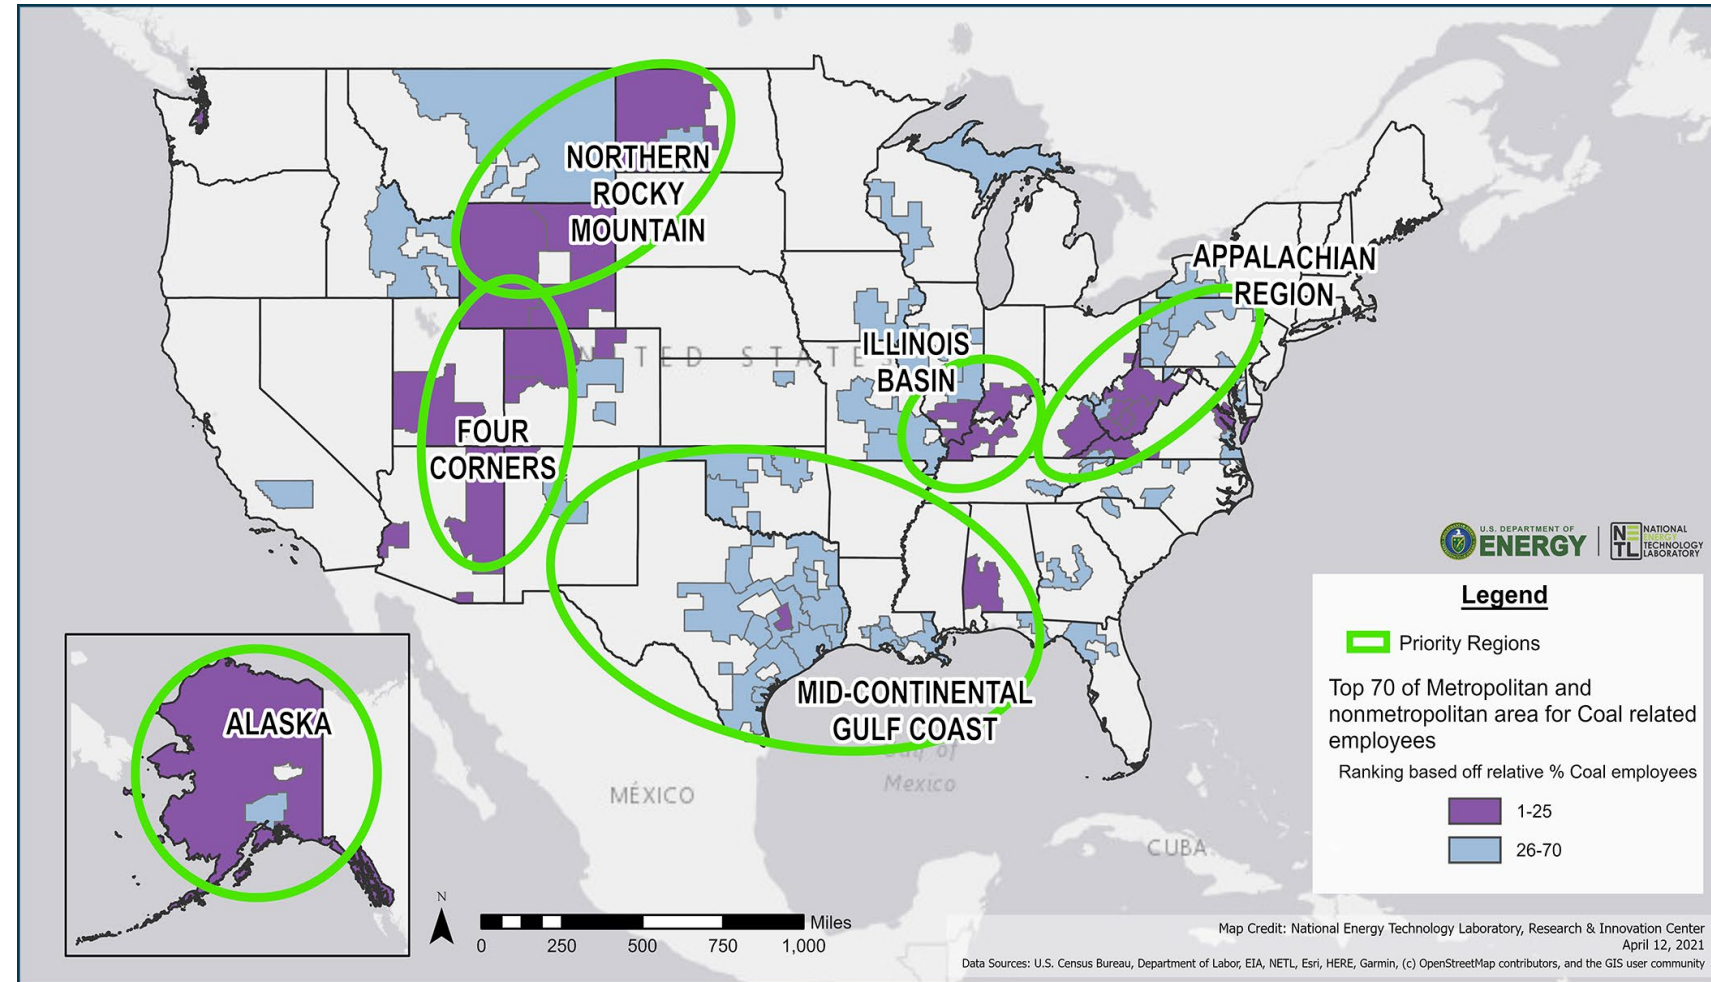 NORTHERN
ROCKY
MOUNTAIN
APPALACHIAN
REGION
ILLINOIS
BASIN
UNITED STATES
FOUR
CORNERS
MID-CONTINENTAL
GULF COAST
Gulf of
Mexico
MÉXICO
CUBA
ALASKA
U.S. DEPARTMENT OF
ENERGY
NE
TL
NATIONAL
ENERGY
TECHNOLOGY
LABORATORY
Legend
Priority Regions
Top 70 of Metropolitan and
nonmetropolitan area for Coal related
employees
Ranking based off relative % Coal employees
1-25
26-70
N
Miles
0 250 500 750 1,000
Map Credit: National Energy Technology Laboratory, Research & Innovation Center
April 12, 2021
Data Sources: U.S. Census Bureau, Department of Labor, EIA, NETL, Esri, HERE, Garmin, (c) OpenStreetMap contributors, and the GIS user community